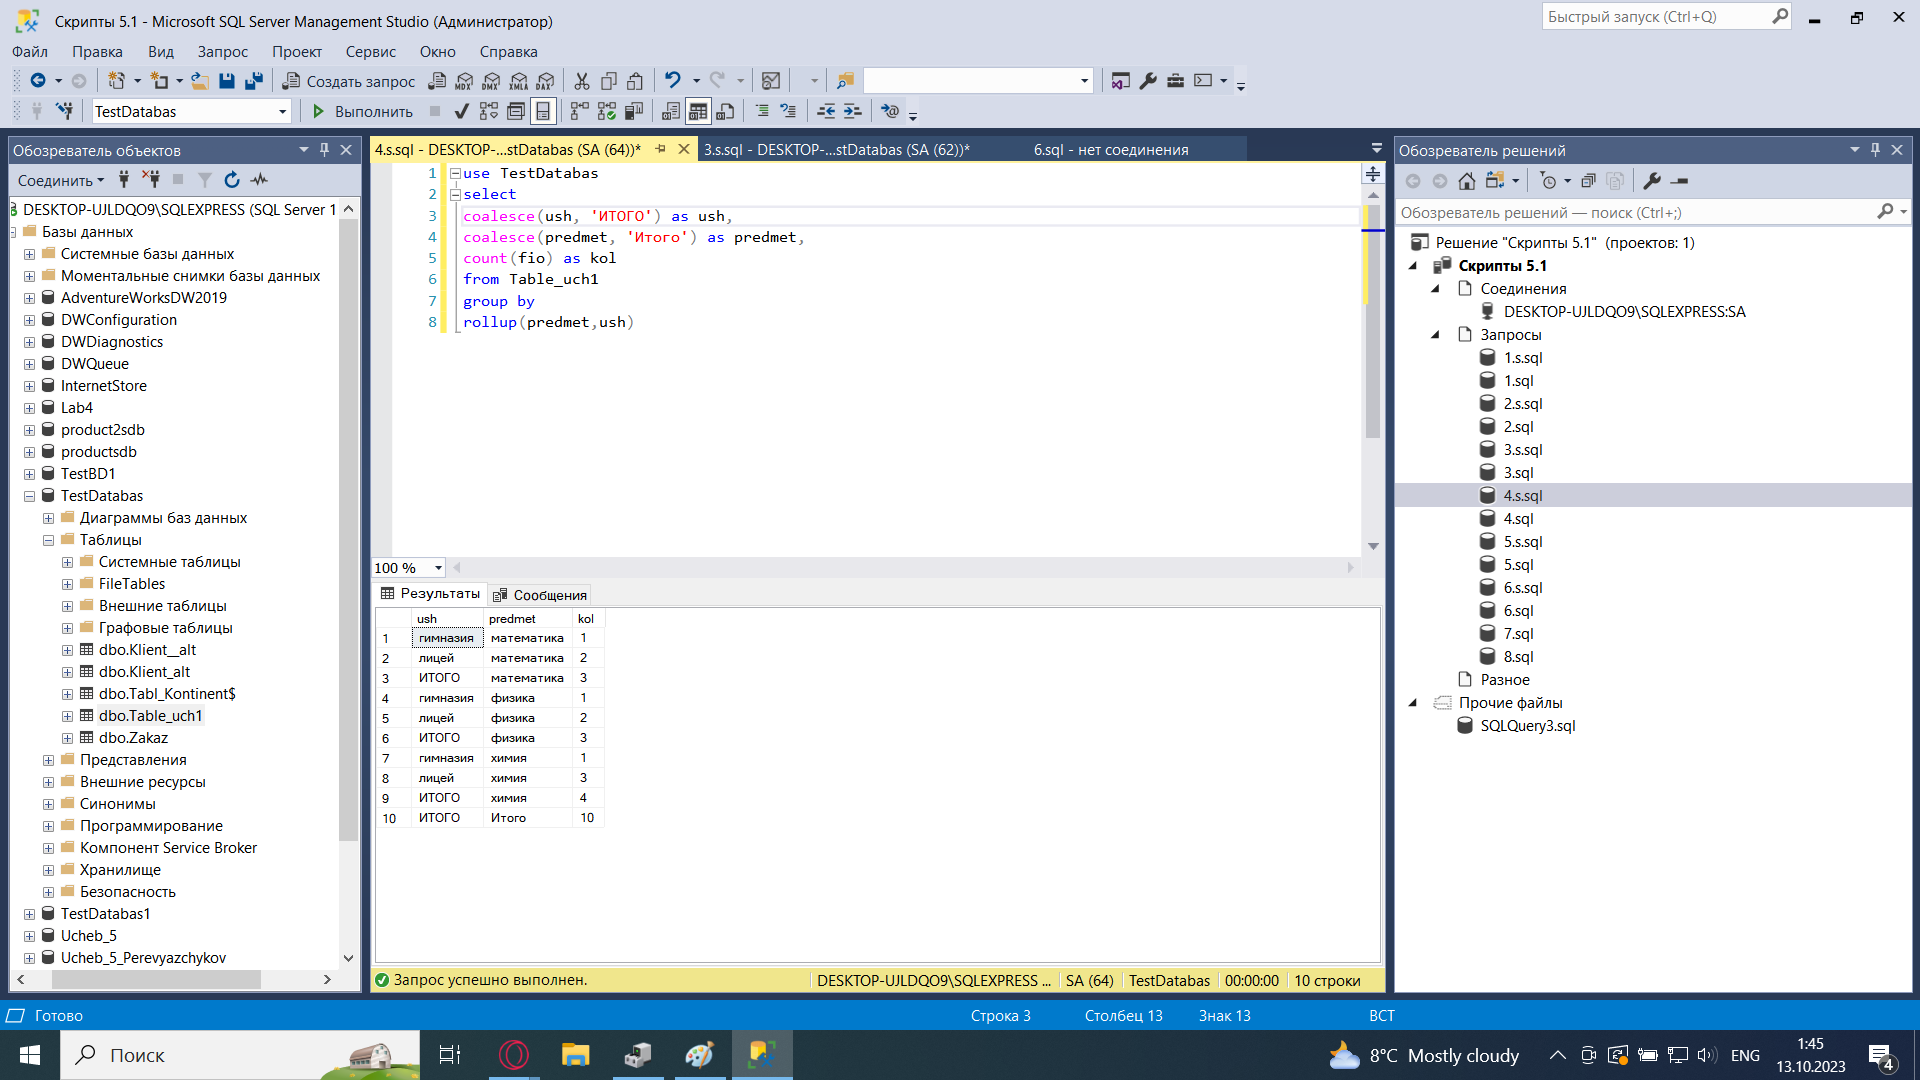 Скрипты 5.1 - Microsoft SQL Server Management Studio (Администратор)
Быстрый запуск (Ctrl+Q)
Файл Правка Вид Запрос Проект Сервис Окно Справка
Создать запрос
MDX DMX XMLA DAX
TestDatabas
Выполнить
Обозреватель объектов
Соединить
DESKTOP-UJLDQO9\SQLEXPRESS (SQL Server 1
Базы данных
Системные базы данных
Моментальные снимки базы данных
AdventureWorksDW2019
DWConfiguration
DWDiagnostics
DWQueue
InternetStore
Lab4
product2sdb
productsdb
TestBD1
TestDatabas
Диаграммы баз данных
Таблицы
Системные таблицы
FileTables
Внешние таблицы
Графовые таблицы
dbo.Klient__alt
dbo.Klient_alt
dbo.Tabl_Kontinent$
dbo.Table_uch1
dbo.Zakaz
Представления
Внешние ресурсы
Синонимы
Программирование
Компонент Service Broker
Хранилище
Безопасность
TestDatabas1
Ucheb_5
Ucheb_5_Perevyazchykov
4.s.sql - DESKTOP-...stDatabas (SA (64))*
3.s.sql - DESKTOP-...stDatabas (SA (62))*
6.sql - нет соединения
1 use TestDatabas
2 select
3 coalesce(ush, 'ИТОГО') as ush,
4 coalesce(predmet, 'Итого') as predmet,
5 count(fio) as kol
6 from Table_uch1
7 group by
8 rollup(predmet,ush)
100 %
Результаты Сообщения
ush predmet kol
1 гимназия математика 1
2 лицей математика 2
3 ИТОГО математика 3
4 гимназия физика 1
5 лицей физика 2
6 ИТОГО физика 3
7 гимназия химия 1
8 лицей химия 3
9 ИТОГО химия 4
10 ИТОГО Итого 10
Запрос успешно выполнен.
DESKTOP-UJLDQO9\SQLEXPRESS ... SA (64) TestDatabas 00:00:00 10 строки
Обозреватель решений
Обозреватель решений — поиск (Ctrl+;)
Решение "Скрипты 5.1" (проектов: 1)
Скрипты 5.1
Соединения
DESKTOP-UJLDQO9\SQLEXPRESS:SA
Запросы
1.s.sql
1.sql
2.s.sql
2.sql
3.s.sql
3.sql
4.s.sql
4.sql
5.s.sql
5.sql
6.s.sql
6.sql
7.sql
8.sql
Разное
Прочие файлы
SQLQuery3.sql
Готово
Строка 3 Столбец 13 Знак 13 ВСТ
Поиск
8°C Mostly cloudy
ENG
1:45
13.10.2023
4